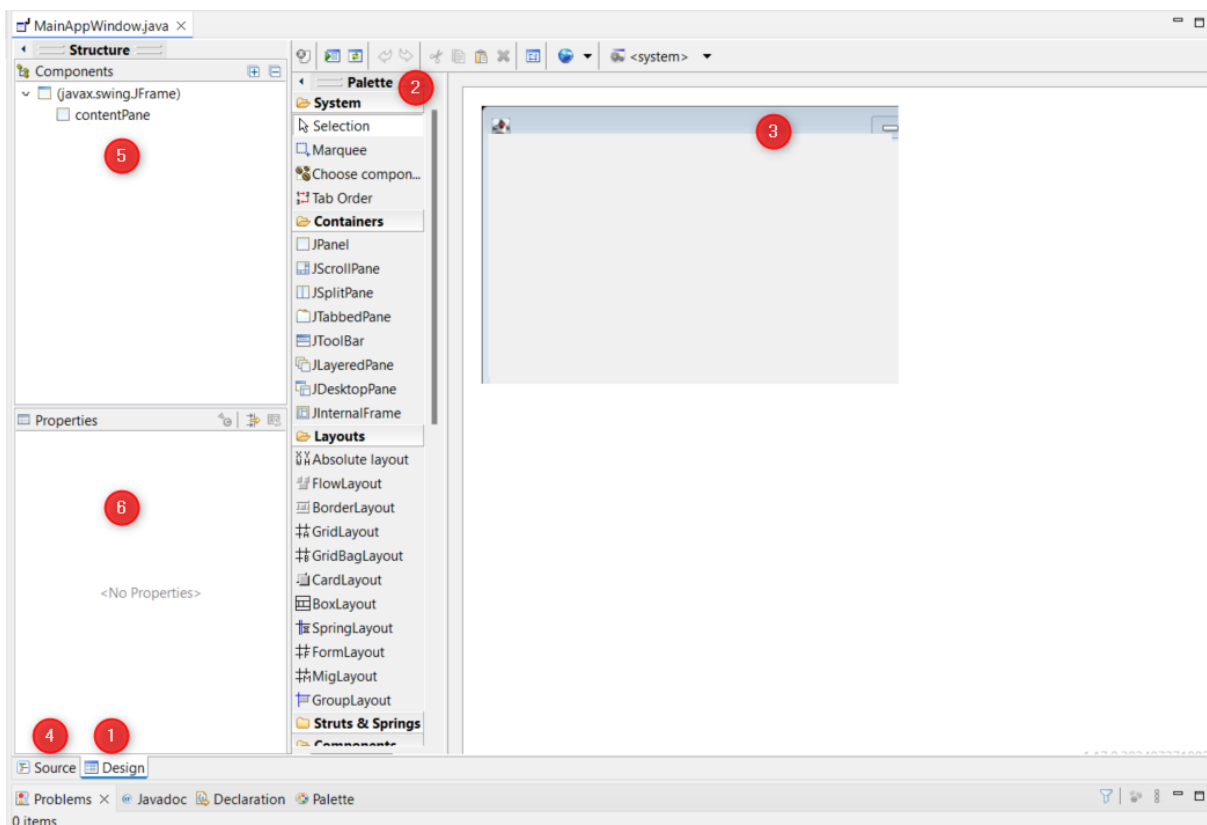 MainAppWindow.java
Structure
Components
(javax.swing.JFrame)
contentPane
5
Properties
6
<No Properties>
4
1
Source
Design
<system>
Palette
2
System
Selection
Marquee
Choose compon...
Tab Order
Containers
JPanel
JScrollPane
JSplitPane
JTabbedPane
JToolBar
JLayeredPane
JDesktopPane
JInternalFrame
Layouts
Absolute layout
FlowLayout
BorderLayout
GridLayout
GridBagLayout
CardLayout
BoxLayout
SpringLayout
FormLayout
MigLayout
GroupLayout
Struts & Springs
Components
3
Problems
Javadoc
Declaration
Palette
0 items